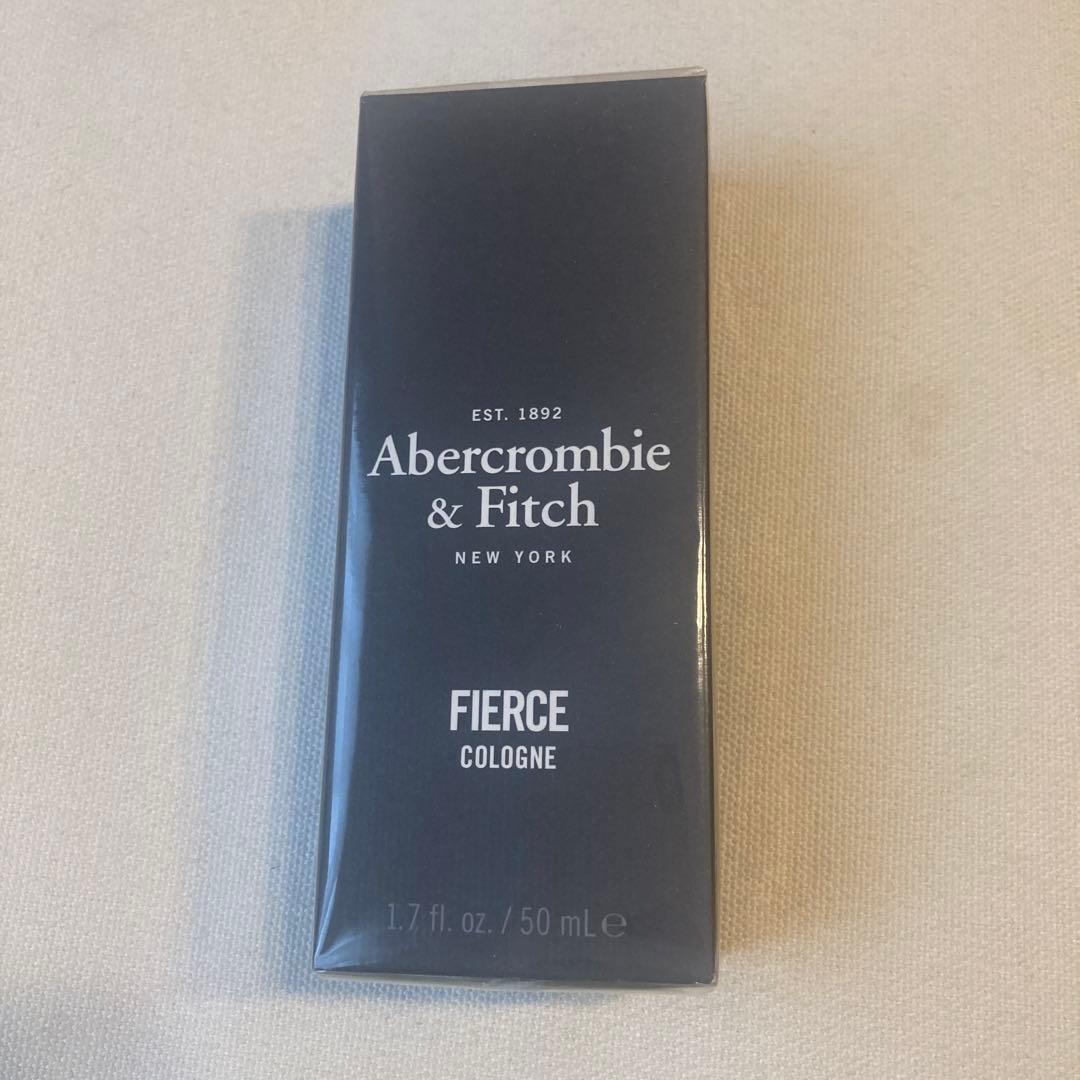 EST. 1892
Abercrombie
& Fitch
NEW YORK
FIERCE
COLOGNE
1.7 fl. oz. / 50 mL ℮